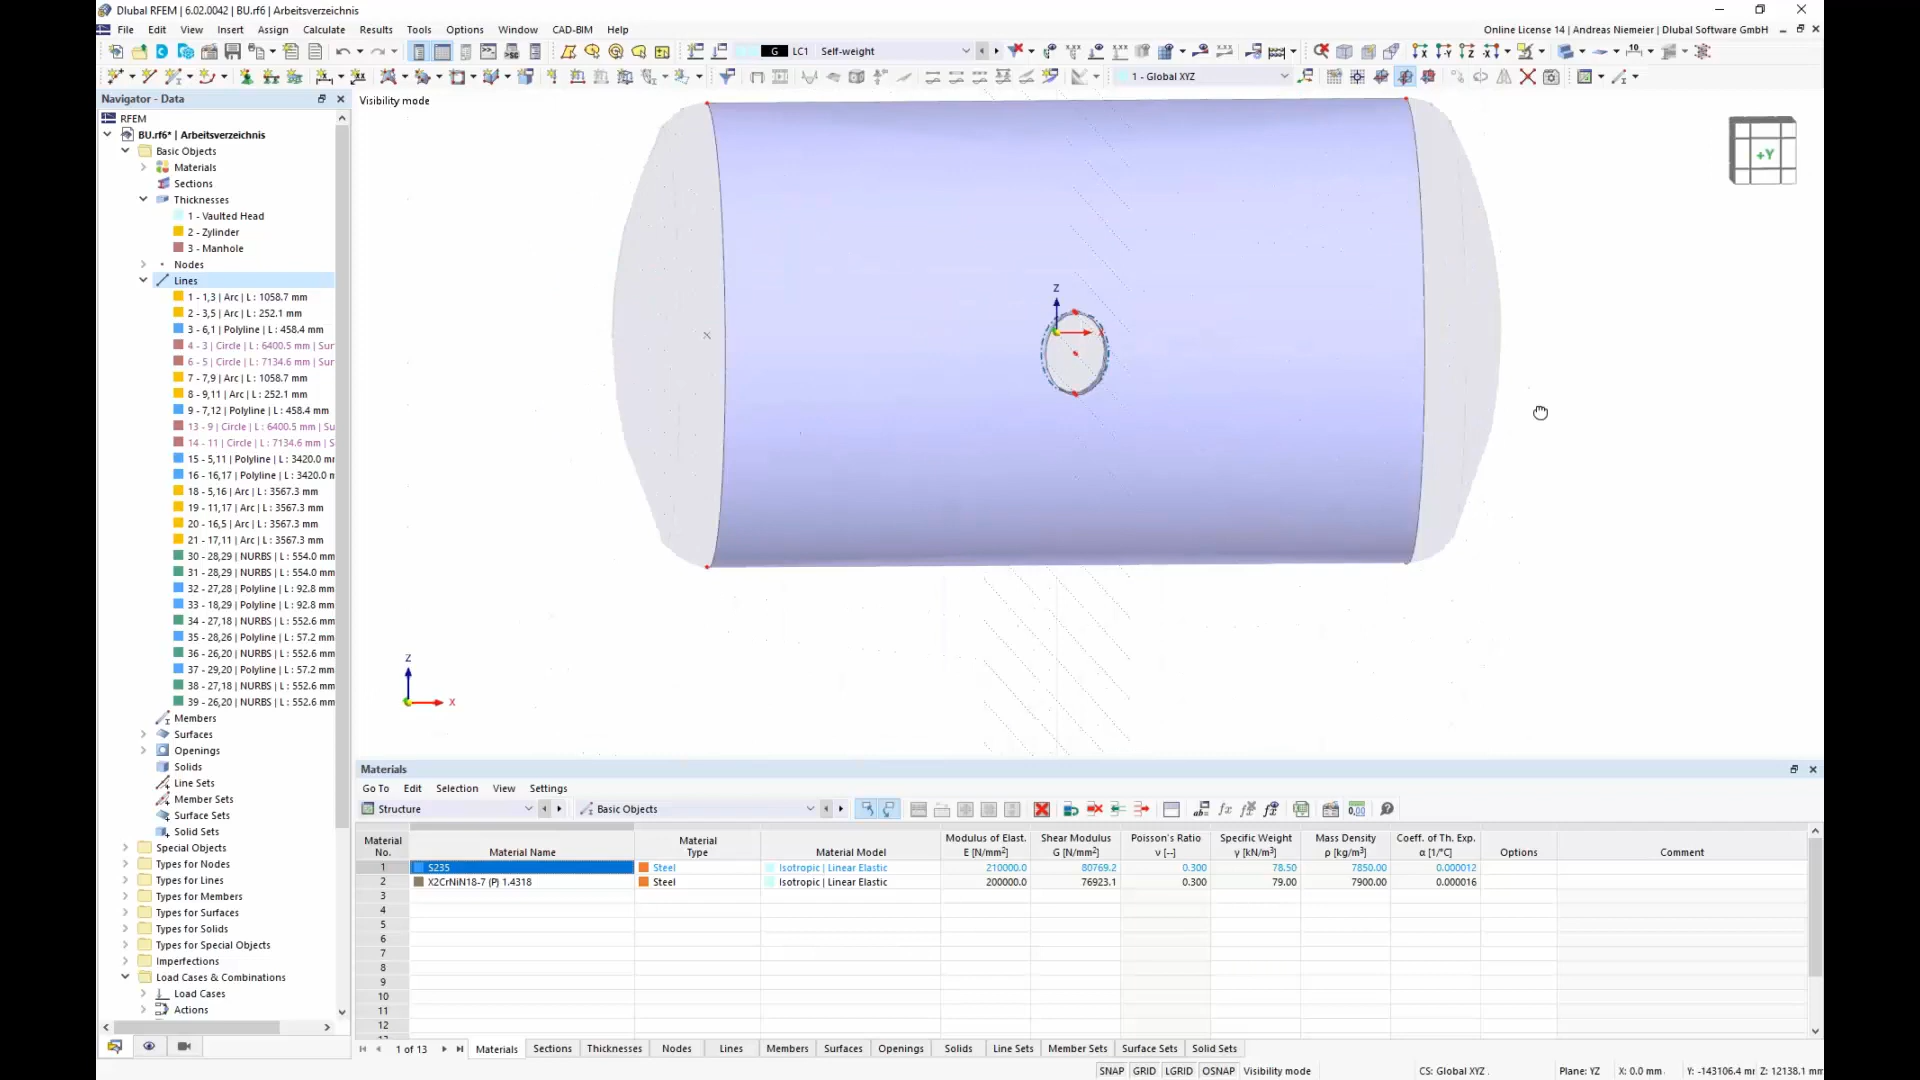 Dlubal RFEM | 6.02.0042 | BU.rf6 | Arbeitsverzeichnis
File Edit View Insert Assign Calculate Results Tools Options Window CAD-BIM Help
Online License 14 | Andreas Niemeier | Dlubal Software GmbH
G LC1 Self-weight
1 - Global XYZ
Navigator - Data
Visibility mode
RFEM
BU.rf6* | Arbeitsverzeichnis
Basic Objects
Materials
Sections
Thicknesses
1 - Vaulted Head
2 - Zylinder
3 - Manhole
Nodes
Lines
1 - 1,3 | Arc | L : 1058.7 mm
2 - 3,5 | Arc | L : 252.1 mm
3 - 6,1 | Polyline | L : 458.4 mm
4 - 3 | Circle | L : 6400.5 mm | Sur
6 - 5 | Circle | L : 7134.6 mm | Sur
7 - 7,9 | Arc | L : 1058.7 mm
8 - 9,11 | Arc | L : 252.1 mm
9 - 7,12 | Polyline | L : 458.4 mm
13 - 9 | Circle | L : 6400.5 mm | Su
14 - 11 | Circle | L : 7134.6 mm | S
15 - 5,11 | Polyline | L : 3420.0 m
16 - 16,17 | Polyline | L : 3420.0 n
18 - 5,16 | Arc | L : 3567.3 mm
19 - 11,17 | Arc | L : 3567.3 mm
20 - 16,5 | Arc | L : 3567.3 mm
21 - 17,11 | Arc | L : 3567.3 mm
30 - 28,29 | NURBS | L : 554.0 mm
31 - 28,29 | NURBS | L : 554.0 mm
32 - 27,28 | Polyline | L : 92.8 mm
33 - 18,29 | Polyline | L : 92.8 mm
34 - 27,18 | NURBS | L : 552.6 mm
35 - 28,26 | Polyline | L : 57.2 mm
36 - 26,20 | NURBS | L : 552.6 mm
37 - 29,20 | Polyline | L : 57.2 mm
38 - 27,18 | NURBS | L : 552.6 mm
39 - 26,20 | NURBS | L : 552.6 mm
Members
Surfaces
Openings
Solids
Line Sets
Member Sets
Surface Sets
Solid Sets
Special Objects
Types for Nodes
Types for Lines
Types for Members
Types for Surfaces
Types for Solids
Types for Special Objects
Imperfections
Load Cases & Combinations
Load Cases
Actions
+Y
Z
Z
X
Materials
Go To Edit Selection View Settings
Structure Basic Objects
Material No. Material Name Material Type Material Model Modulus of Elast. E [N/mm²] Shear Modulus G [N/mm²] Poisson's Ratio ν [--] Specific Weight γ [kN/m³] Mass Density ρ [kg/m³] Coeff. of Th. Exp. α [1/°C] Options Comment
1 S235 Steel Isotropic | Linear Elastic 210000.0 80769.2 0.300 78.50 7850.00 0.000012
2 X2CrNiN18-7 (P) 1.4318 Steel Isotropic | Linear Elastic 200000.0 76923.1 0.300 79.00 7900.00 0.000016
3
4
5
6
7
8
9
10
11
12
1 of 13 Materials Sections Thicknesses Nodes Lines Members Surfaces Openings Solids Line Sets Member Sets Surface Sets Solid Sets
SNAP GRID LGRID OSNAP Visibility mode CS: Global XYZ Plane: YZ X: 0.0 mm Y: -143106.4 mr Z: 12138.1 mm